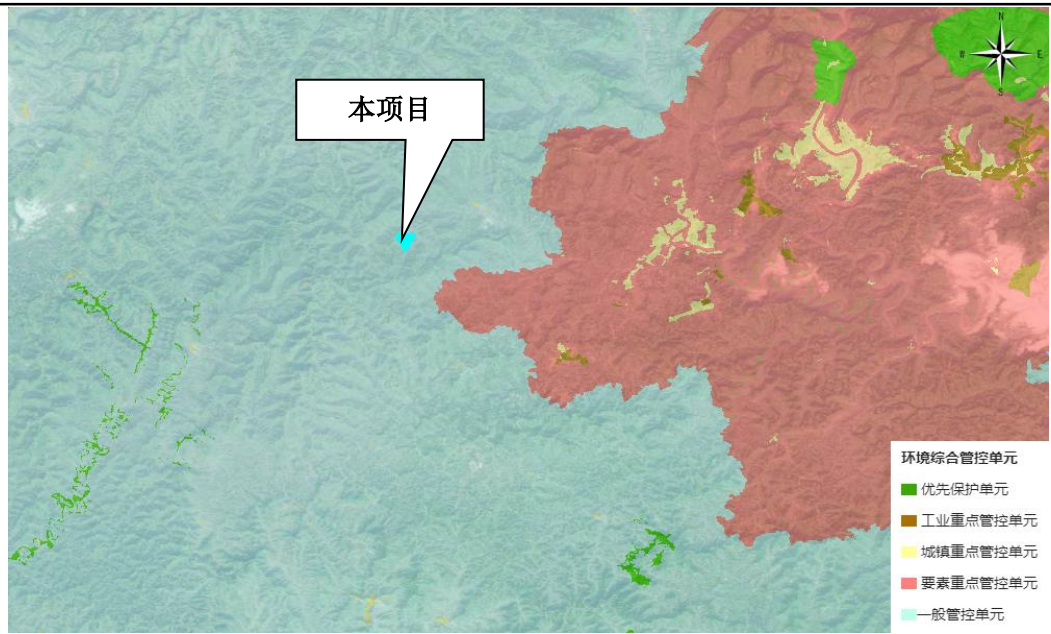 本项目
N
W
E
S
环境综合管控单元
优先保护单元
工业重点管控单元
城镇重点管控单元
要素重点管控单元
一般管控单元